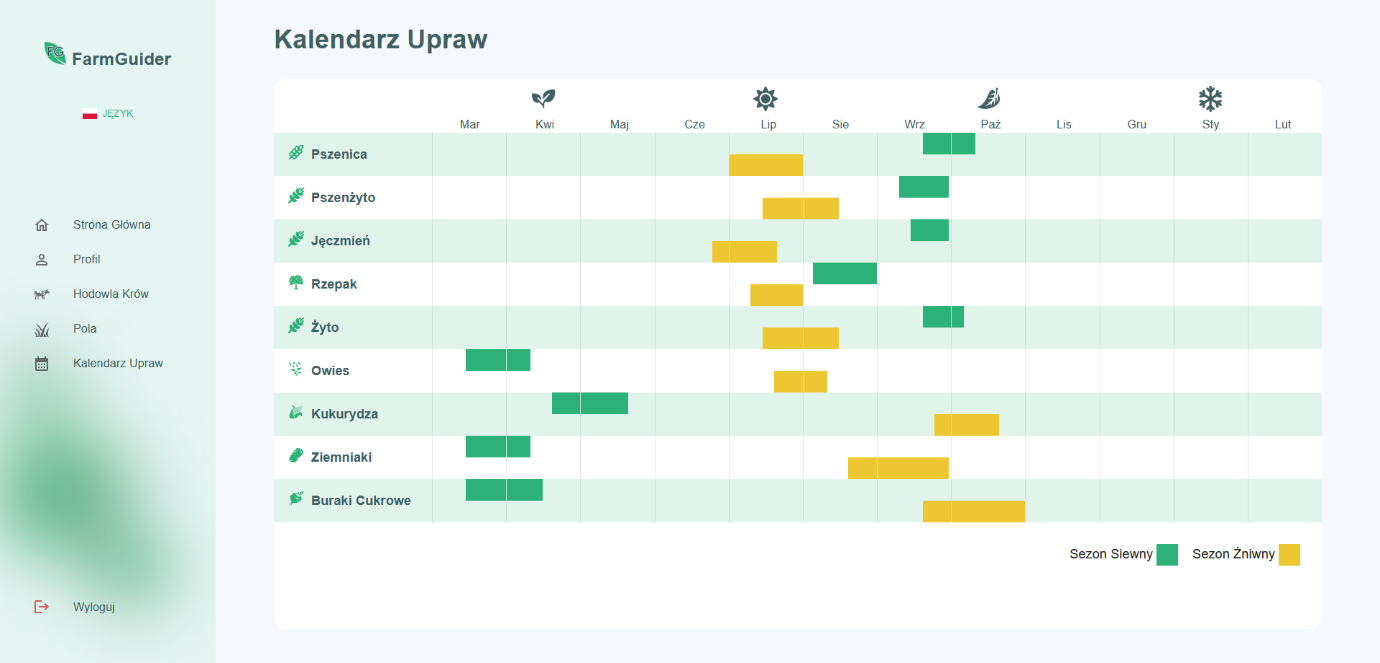 FG FarmGuider
JĘZYK
Strona Główna
Profil
Hodowla Krów
Pola
Kalendarz Upraw
Wyloguj
Kalendarz Upraw
Mar Kwi Maj Cze Lip Sie Wrz Paź Lis Gru Sty Lut
Pszenica
Pszenżyto
Jęczmień
Rzepak
Żyto
Owies
Kukurydza
Ziemniaki
Buraki Cukrowe
Sezon Siewny Sezon Żniwny